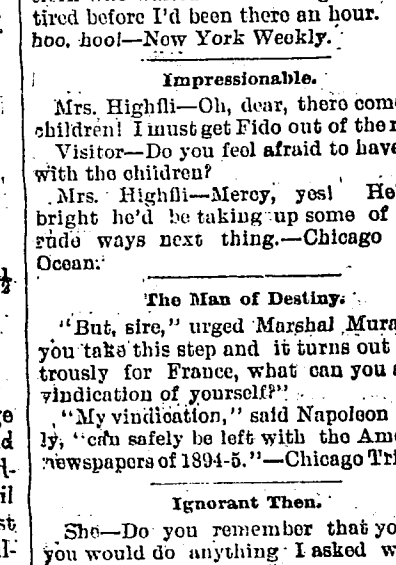 tired before I'd been there an hour.
hoo, hoo!—New York Weekly.
Impressionable.
Mrs. Highfli—Oh, dear, there com
children! I must get Fido out of the r
Visitor—Do you feel afraid to have
with the children?
Mrs. Highfli—Mercy, yes! He
bright he'd be taking up some of
rude ways next thing.—Chicago
Ocean.
½
The Man of Destiny.
"But, sire," urged Marshal Mura
you take this step and it turns out
trously for France, what can you
vindication of yourself?"
"My vindication," said Napoleon
ly, "can safely be left with the Ame
newspapers of 1894-5."—Chicago Tri
Ignorant Then.
She—Do you remember that yo
you would do anything I asked w